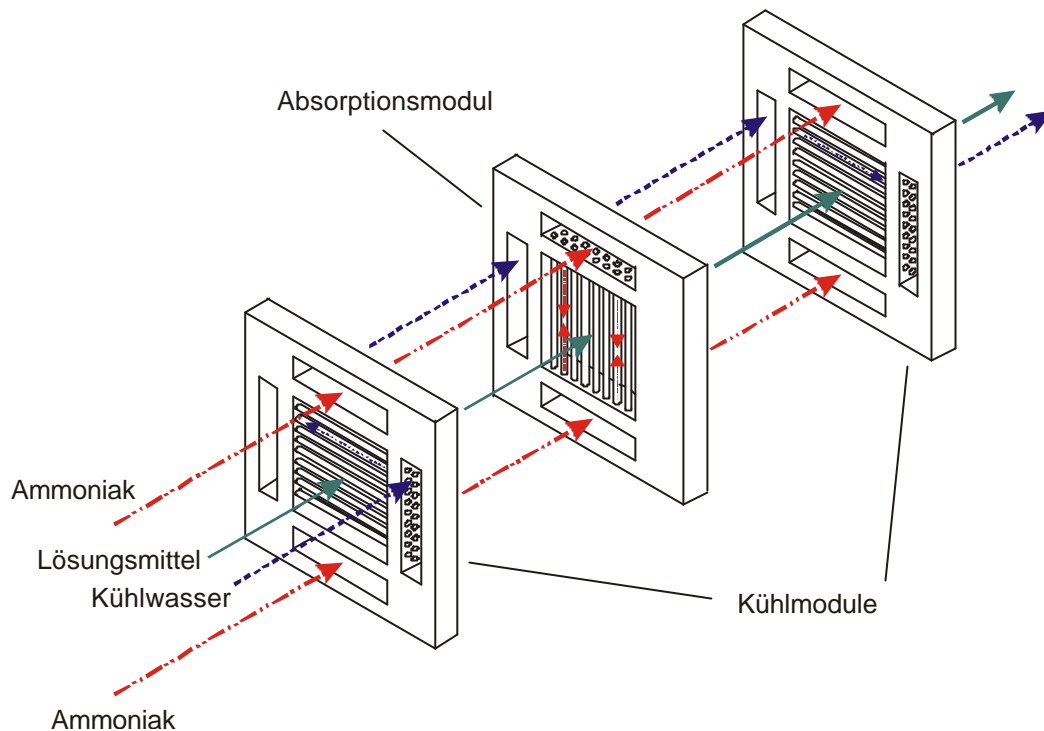 Absorptionsmodul
Ammoniak
Lösungsmittel
Kühlwasser
Kühlmodule
Ammoniak